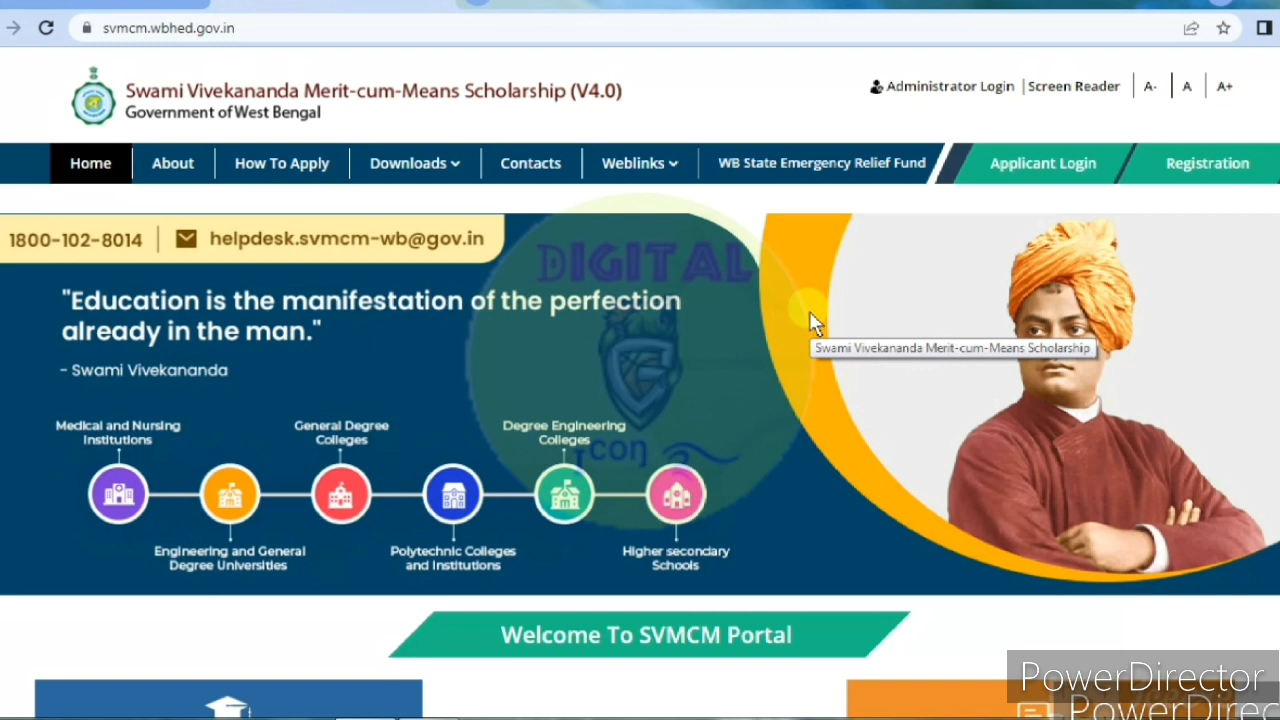 svmcm.wbhed.gov.in
Swami Vivekananda Merit-cum-Means Scholarship (V4.0)
Government of West Bengal
Administrator Login | Screen Reader A- A A+
Home About How To Apply Downloads Contacts Weblinks WB State Emergency Relief Fund Applicant Login Registration
1800-102-8014 helpdesk.svmcm-wb@gov.in
DIGITAL
"Education is the manifestation of the perfection
already in the man."
- Swami Vivekananda
Swami Vivekananda Merit-cum-Means Scholarship
Medical and Nursing
Institutions
General Degree
Colleges
Degree Engineering
Colleges
Icon
Engineering and General
Degree Universities
Polytechnic Colleges
and Institutions
Higher secondary
Schools
Welcome To SVMCM Portal
PowerDirector
PowerDirec